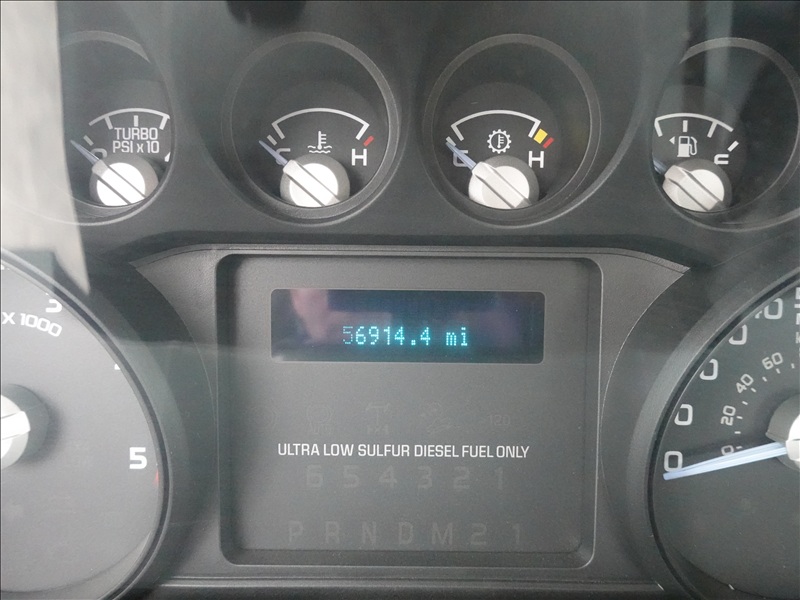 TURBO
PSI x 10
C H
C H
56914.4 mi
3
X 1000
5
ULTRA LOW SULFUR DIESEL FUEL ONLY
6 5 4 3 2 1
P R N D M 2 1
60
40
20
0